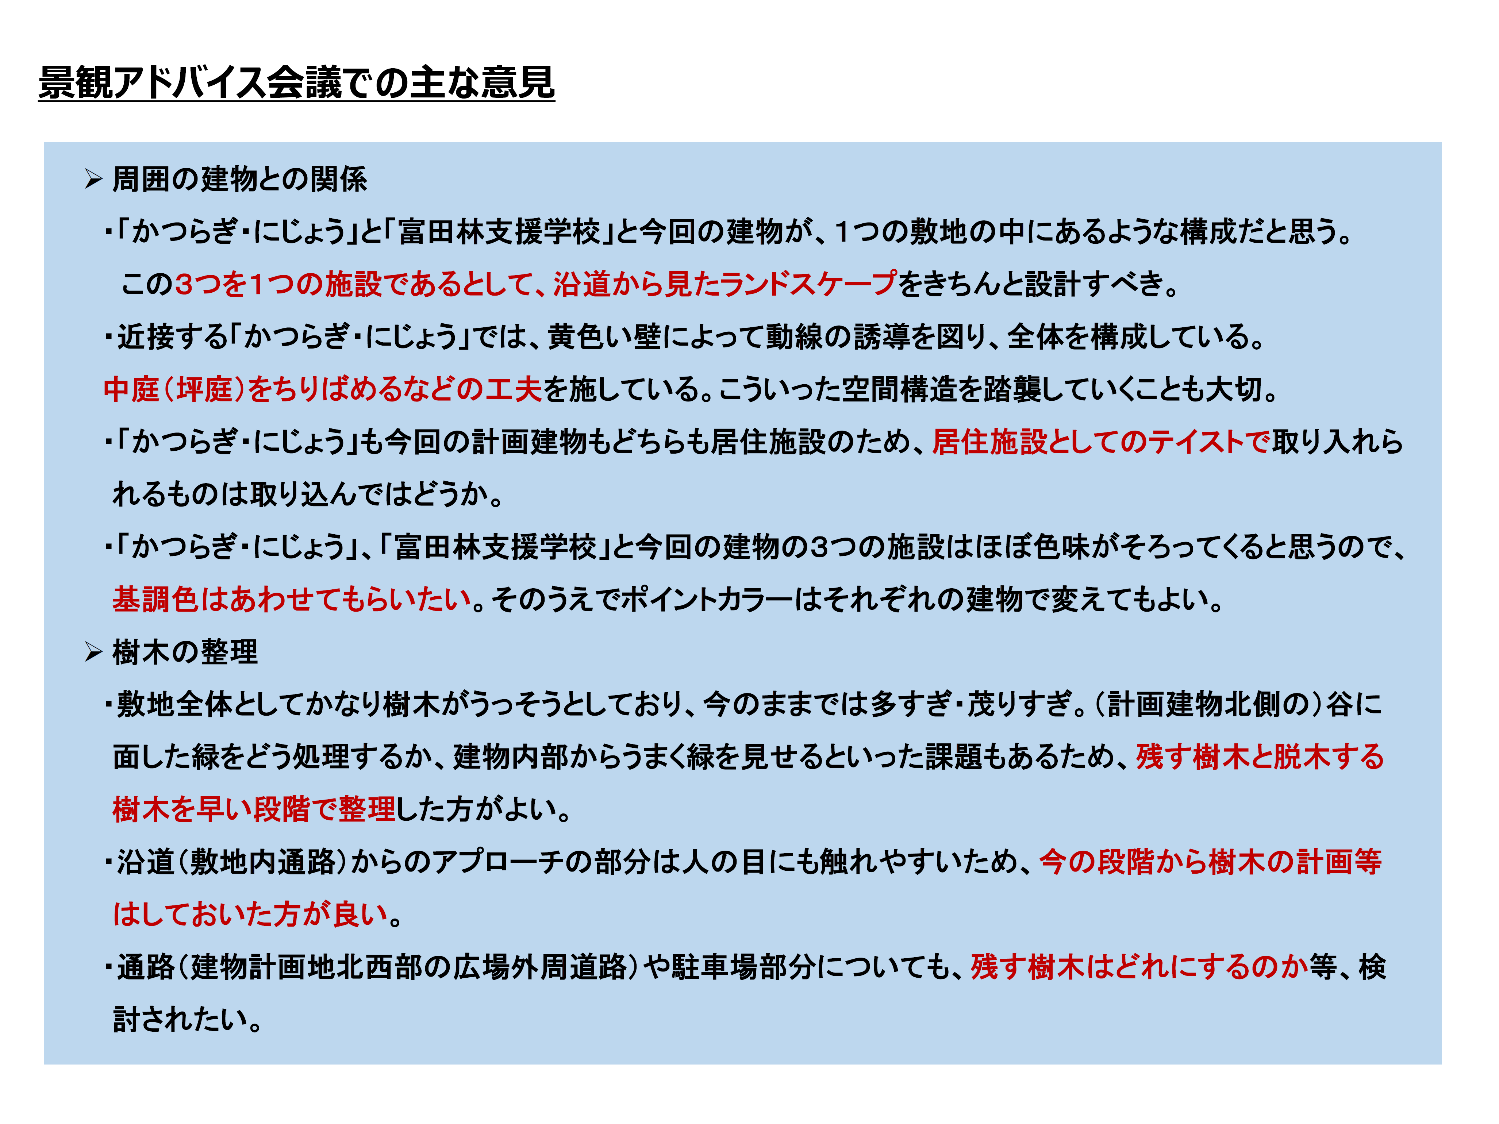 景観アドバイス会議での主な意見
➢ 周囲の建物との関係
・「かつらぎ・にじょう」と「富田林支援学校」と今回の建物が、1つの敷地の中にあるような構成だと思う。
この3つを1つの施設であるとして、沿道から見たランドスケープをきちんと設計すべき。
・近接する「かつらぎ・にじょう」では、黄色い壁によって動線の誘導を図り、全体を構成している。
中庭(坪庭)をちりばめるなどの工夫を施している。こういった空間構造を踏襲していくことも大切。
・「かつらぎ・にじょう」も今回の計画建物もどちらも居住施設のため、居住施設としてのテイストで取り入れら
れるものは取り込んではどうか。
・「かつらぎ・にじょう」、「富田林支援学校」と今回の建物の3つの施設はほぼ色味がそろってくると思うので、
基調色はあわせてもらいたい。そのうえでポイントカラーはそれぞれの建物で変えてもよい。
➢ 樹木の整理
・敷地全体としてかなり樹木がうっそうとしており、今のままでは多すぎ・茂りすぎ。(計画建物北側の)谷に
面した緑をどう処理するか、建物内部からうまく緑を見せるといった課題もあるため、残す樹木と脱木する
樹木を早い段階で整理した方がよい。
・沿道(敷地内通路)からのアプローチの部分は人の目にも触れやすいため、今の段階から樹木の計画等
はしておいた方が良い。
・通路(建物計画地北西部の広場外周道路)や駐車場部分についても、残す樹木はどれにするのか等、検
討されたい。